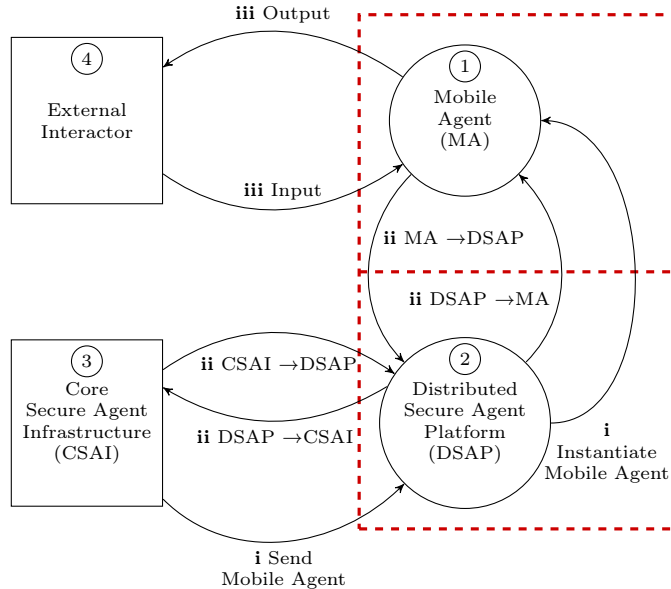 iii Output
4
External
Interactor
1
Mobile
Agent
(MA)
iii Input
ii MA →DSAP
ii DSAP →MA
3
Core
Secure Agent
Infrastructure
(CSAI)
ii CSAI →DSAP
ii DSAP →CSAI
2
Distributed
Secure Agent
Platform
(DSAP)
i
Instantiate
Mobile Agent
i Send
Mobile Agent